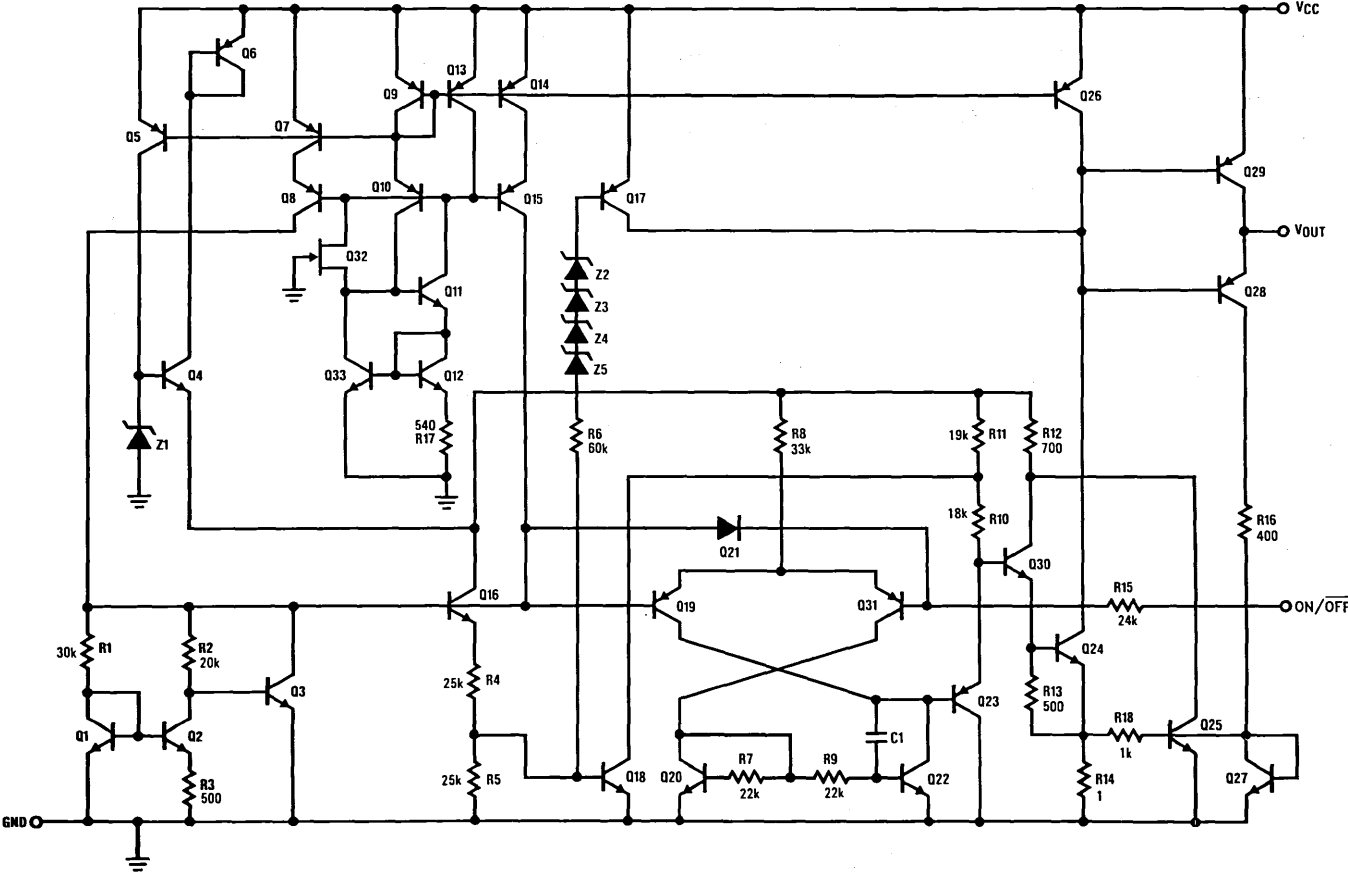 VCC
Q6
Q13
Q9
Q14
Q26
Q5
Q7
Q8
Q10
Q15
Q17
Q29
VOUT
Q32
Z2
Q11
Z3
Q28
Z4
Z5
Q4
Q33
Q12
Z1
540
R17
R6
60k
R8
33k
19k
R11
R12
700
18k
R10
R16
400
Q21
Q30
Q16
Q19
Q31
R15
24k
ON/OFF
30k
R1
R2
20k
Q3
25k
R4
Q23
Q24
R13
500
R18
1k
Q25
Q1
Q2
C1
R3
500
25k
R5
Q18
Q20
R7
22k
R9
22k
Q22
R14
1
Q27
GND